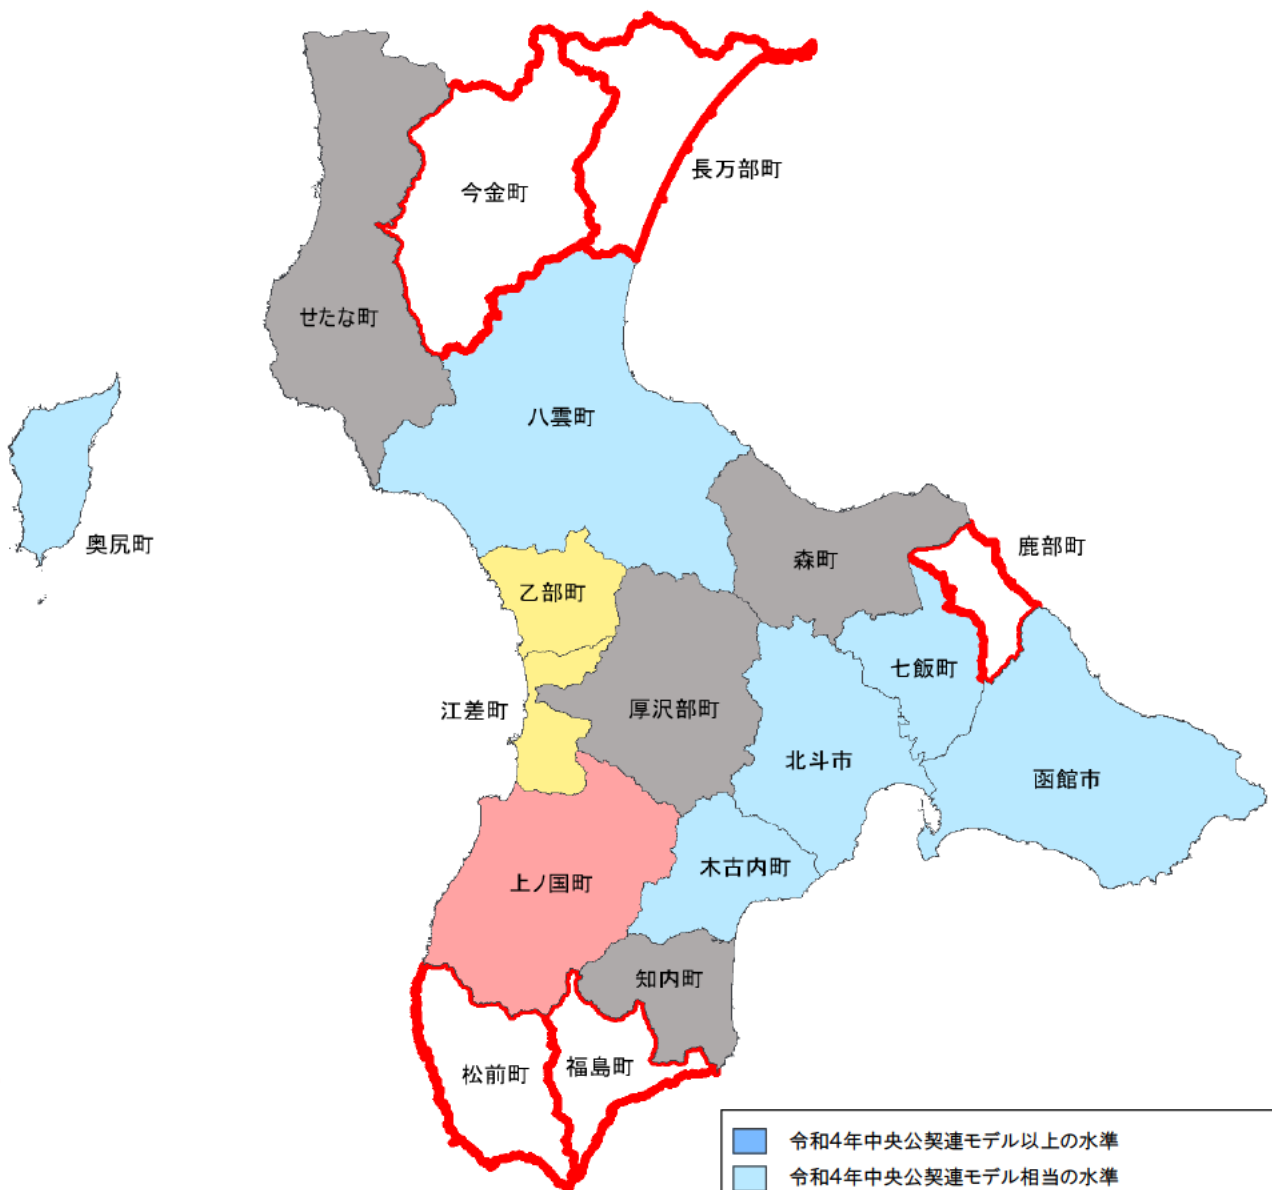 長万部町
今金町
せたな町
八雲町
奥尻町
鹿部町
森町
乙部町
七飯町
江差町
厚沢部町
北斗市
函館市
木古内町
上ノ国町
知内町
福島町
松前町
令和4年中央公契連モデル以上の水準
令和4年中央公契連モデル相当の水準